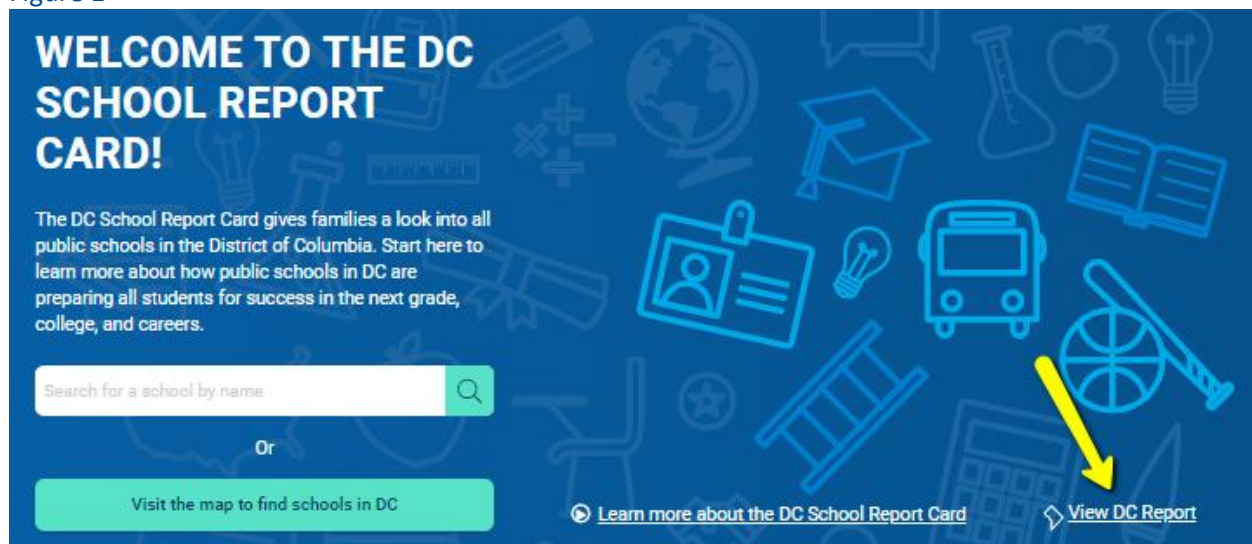 WELCOME TO THE DC
SCHOOL REPORT
CARD!
The DC School Report Card gives families a look into all
public schools in the District of Columbia. Start here to
learn more about how public schools in DC are
preparing all students for success in the next grade,
college, and careers.
Search for a school by name
Or
Visit the map to find schools in DC
Learn more about the DC School Report Card
View DC Report